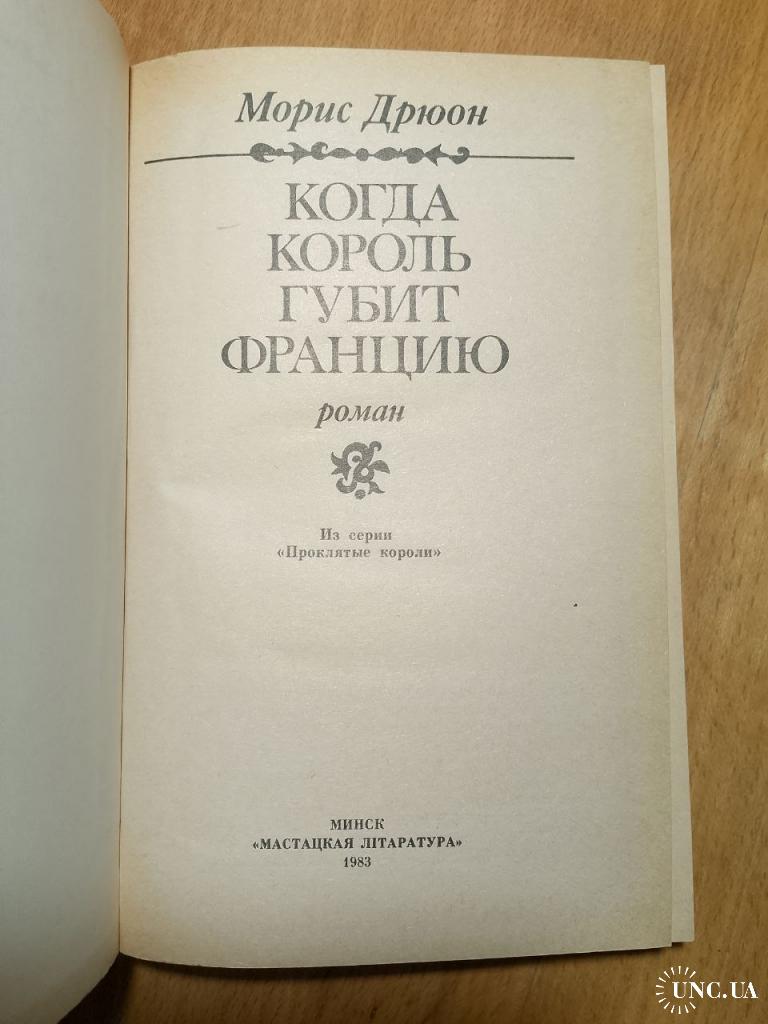 Морис Дрюон
КОГДА
КОРОЛЬ
ГУБИТ
ФРАНЦИЮ
роман
Из серии
«Проклятые короли»
МИНСК
«МАСТАЦКАЯ ЛІТАРАТУРА»
1983
UNC.UA